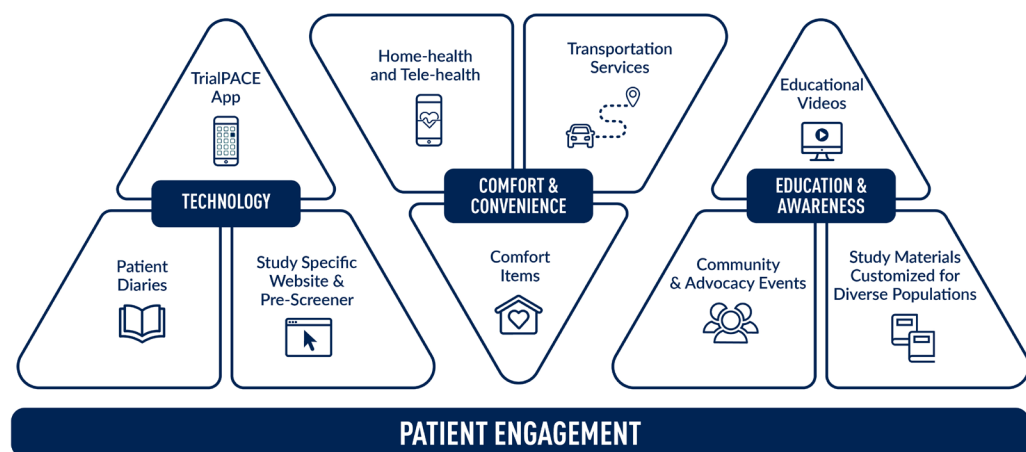 TrialPACE
App
TECHNOLOGY
Patient
Diaries
Study Specific
Website &
Pre-Screener
Home-health
and Tele-health
Transportation
Services
COMFORT &
CONVENIENCE
Comfort
Items
Educational
Videos
EDUCATION &
AWARENESS
Community
& Advocacy Events
Study Materials
Customized for
Diverse Populations
PATIENT ENGAGEMENT